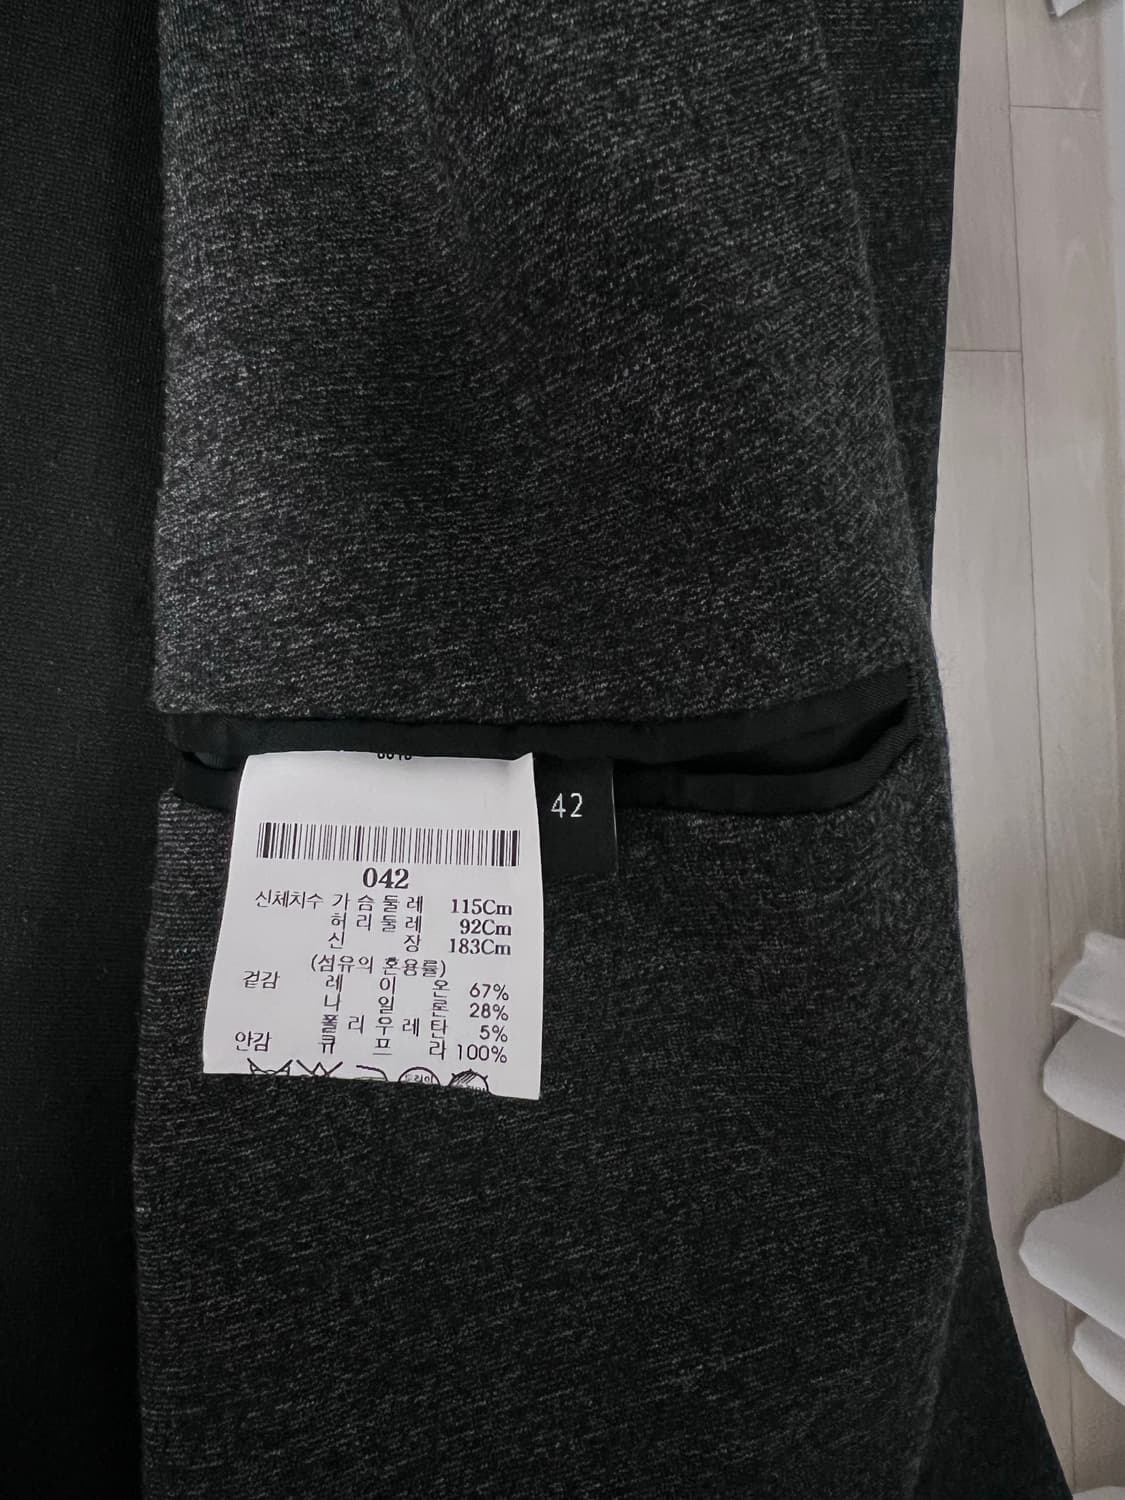 42
042
신체치수 가슴둘레 115Cm
허리둘레 92Cm
신장 183Cm
(섬유의 혼용률)
겉감 레이온 67%
나일론 28%
폴리우레탄 5%
안감 큐프라 100%